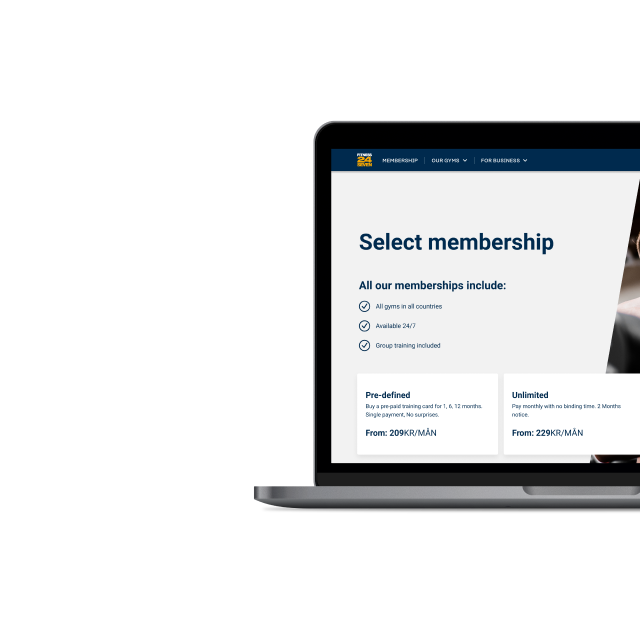 FITNESS
24
SEVEN
MEMBERSHIP
OUR GYMS
FOR BUSINESS
Select membership
All our memberships include:
All gyms in all countries
Available 24/7
Group training included
Pre-defined
Buy a pre-paid training card for 1, 6, 12 months.
Single payment, No surprises.
From: 209KR/MÅN
Unlimited
Pay monthly with no binding time. 2 Months
notice.
From: 229KR/MÅN